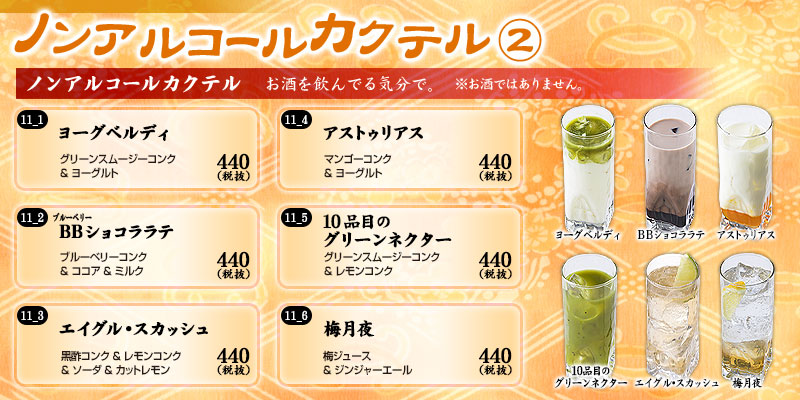 ノンアルコールカクテル②
ノンアルコールカクテル お酒を飲んでる気分で。 ※お酒ではありません。
11_1
ヨーグベルディ
グリーンスムージーコンク
& ヨーグルト
440
(税抜)
11_4
アストゥリアス
マンゴーコンク
& ヨーグルト
440
(税抜)
11_2
ブルーベリー
BBショコララテ
ブルーベリーコンク
& ココア & ミルク
440
(税抜)
11_5
10品目の
グリーンネクター
グリーンスムージーコンク
& レモンコンク
440
(税抜)
11_3
エイグル・スカッシュ
黒酢コンク & レモンコンク
& ソーダ & カットレモン
440
(税抜)
11_6
梅月夜
梅ジュース
& ジンジャーエール
440
(税抜)
ヨーグベルディ
BBショコララテ
アストゥリアス
10品目の
グリーンネクター
エイグル・スカッシュ
梅月夜